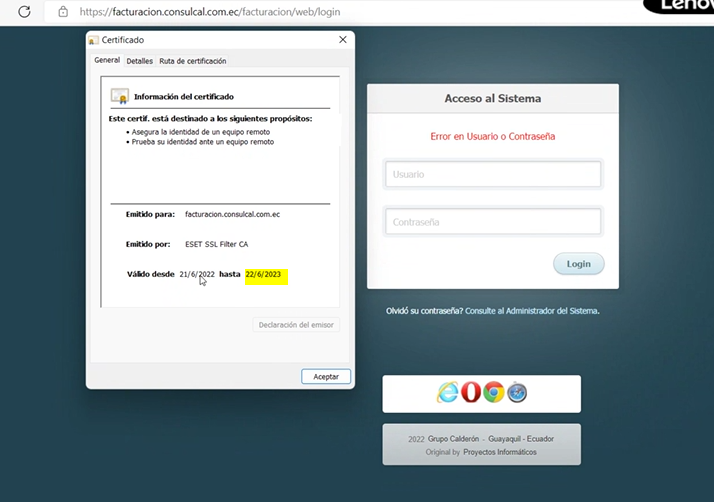 https://facturacion.consulcal.com.ec/facturacion/web/login
Lenov
Certificado
General Detalles Ruta de certificación
Información del certificado
Este certif. está destinado a los siguientes propósitos:
• Asegura la identidad de un equipo remoto
• Prueba su identidad ante un equipo remoto
Emitido para: facturacion.consulcal.com.ec
Emitido por: ESET SSL Filter CA
Válido desde 21/6/2022 hasta 22/6/2023
Declaración del emisor
Aceptar
Acceso al Sistema
Error en Usuario o Contraseña
Usuario
Contraseña
Login
Olvidó su contraseña? Consulte al Administrador del Sistema.
2022 Grupo Calderón - Guayaquil - Ecuador
Original by Proyectos Informáticos